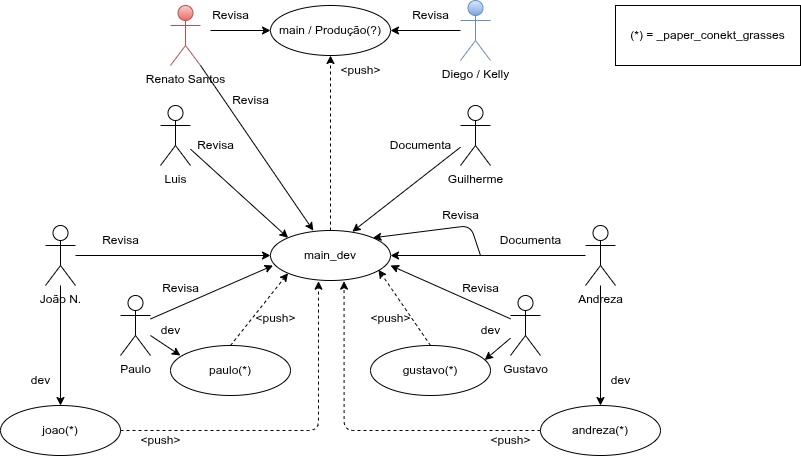 Revisa
main / Produção(?)
Revisa
(*) = _paper_conekt_grasses
Renato Santos
<push>
Diego / Kelly
Revisa
Revisa
Documenta
Luis
Guilherme
Revisa
Revisa
main_dev
Documenta
João N.
Revisa
Revisa
Andreza
<push>
<push>
dev
dev
Paulo
paulo(*)
gustavo(*)
Gustavo
dev
dev
joao(*)
<push>
<push>
andreza(*)